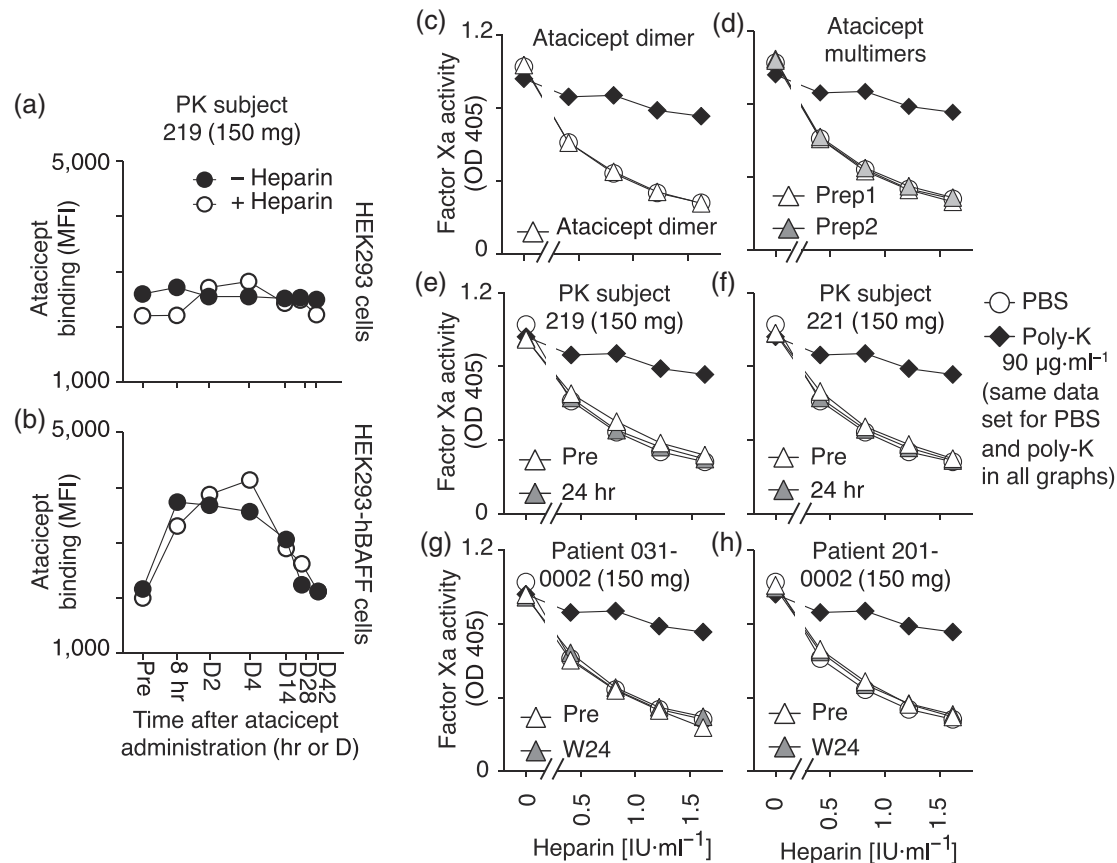 (a)
PK subject
219 (150 mg)
5,000
– Heparin
+ Heparin
Atacicept
binding (MFI)
HEK293 cells
1,000
(b)
5,000
Atacicept
binding (MFI)
HEK293-hBAFF cells
1,000
Pre
8 hr
D2
D4
D14
D28
D42
Time after atacicept
administration (hr or D)
(c)
1.2
Atacicept dimer
Factor Xa activity
(OD 405)
Atacicept dimer
0
(d)
Atacicept
multimers
Prep1
Prep2
(e)
1.2
PK subject
219 (150 mg)
Factor Xa activity
(OD 405)
Pre
24 hr
0
(f)
PK subject
221 (150 mg)
Pre
24 hr
PBS
Poly-K
90 µg·ml⁻¹
(same data
set for PBS
and poly-K
in all graphs)
(g)
1.2
Patient 031-
0002 (150 mg)
Factor Xa activity
(OD 405)
Pre
W24
0
(h)
Patient 201-
0002 (150 mg)
Pre
W24
0
0.5
1.0
1.5
0
0.5
1.0
1.5
Heparin [IU·ml⁻¹]